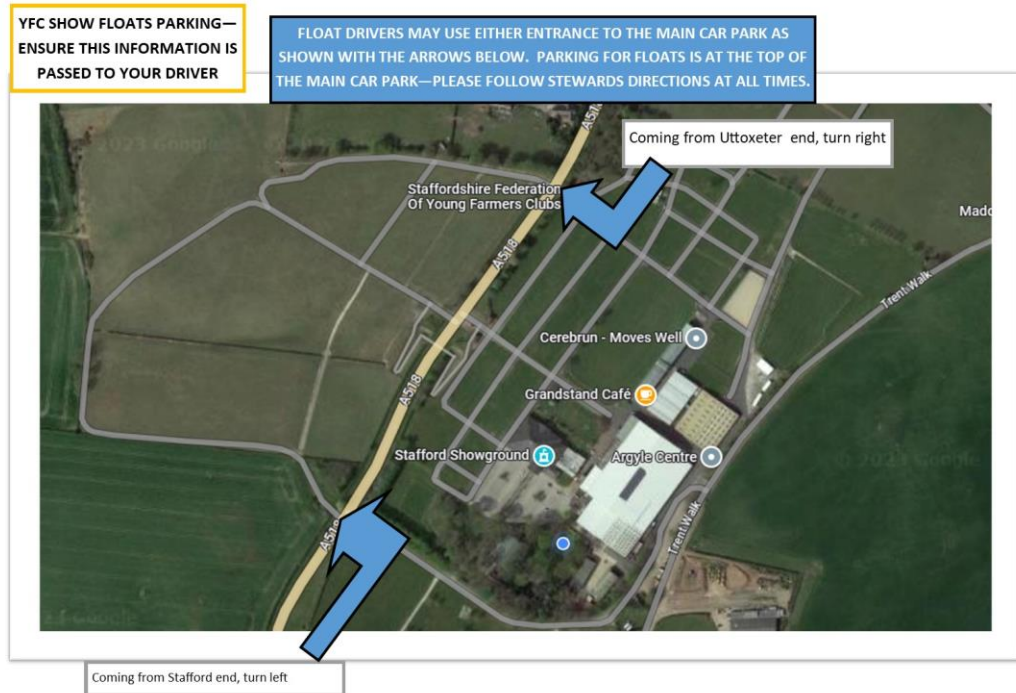 YFC SHOW FLOATS PARKING—
ENSURE THIS INFORMATION IS
PASSED TO YOUR DRIVER
FLOAT DRIVERS MAY USE EITHER ENTRANCE TO THE MAIN CAR PARK AS
SHOWN WITH THE ARROWS BELOW. PARKING FOR FLOATS IS AT THE TOP OF
THE MAIN CAR PARK—PLEASE FOLLOW STEWARDS DIRECTIONS AT ALL TIMES.
Coming from Uttoxeter end, turn right
Staffordshire Federation
Of Young Farmers Clubs
A518
Trent Walk
Cerebrun - Moves Well
Grandstand Café
A518
Stafford Showground
Argyle Centre
Trent Walk
Coming from Stafford end, turn left